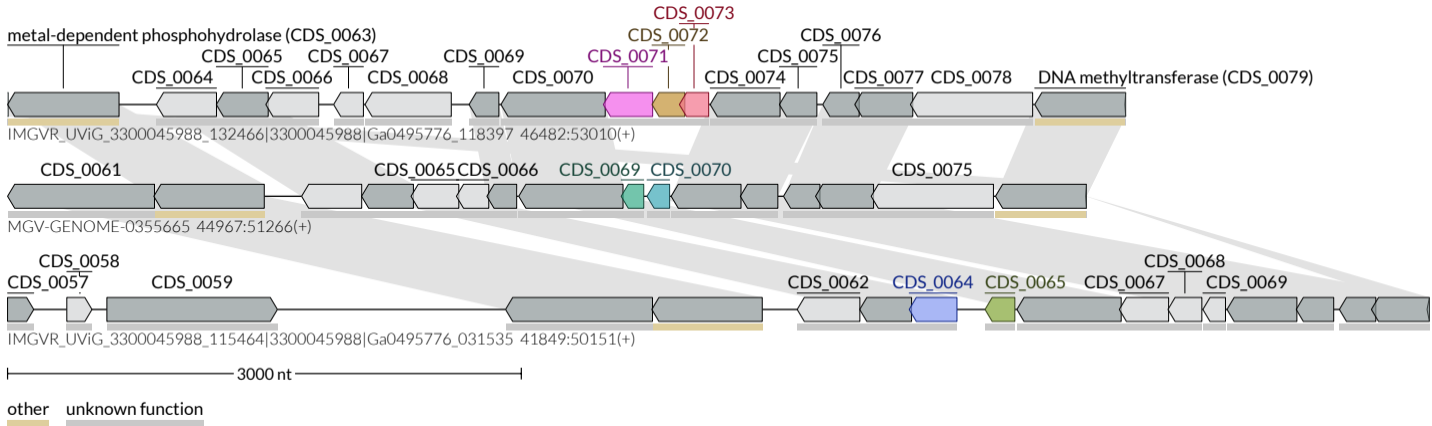 CDS_0073
metal-dependent phosphohydrolase (CDS_0063) CDS_0072 CDS_0076
CDS_0065 CDS_0067 CDS_0069 CDS_0071 CDS_0075
CDS_0064 CDS_0066 CDS_0068 CDS_0070 CDS_0074 CDS_0077 CDS_0078 DNA methyltransferase (CDS_0079)
IMGVR_UViG_3300045988_132466|3300045988|Ga0495776_118397 46482:53010(+)
CDS_0061 CDS_0065 CDS_0066 CDS_0069 CDS_0070 CDS_0075
MGV-GENOME-0355665 44967:51266(+)
CDS_0058 CDS_0068
CDS_0057 CDS_0059 CDS_0062 CDS_0064 CDS_0065 CDS_0067 CDS_0069
IMGVR_UViG_3300045988_115464|3300045988|Ga0495776_031535 41849:50151(+)
3000 nt
other unknown function